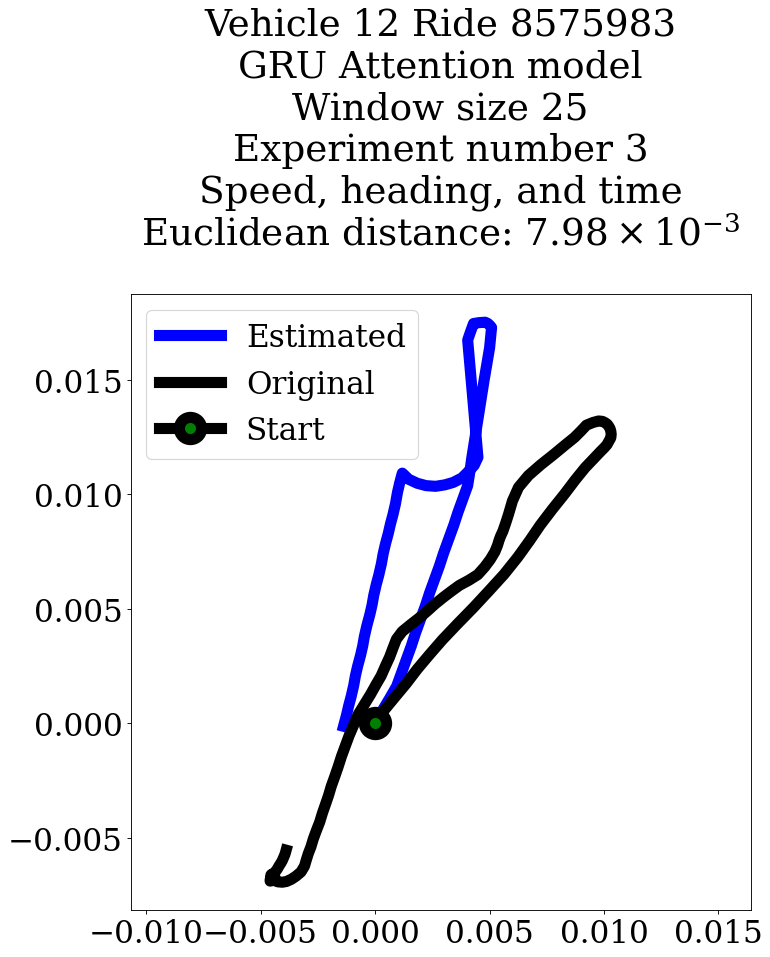 Vehicle 12 Ride 8575983
GRU Attention model
Window size 25
Experiment number 3
Speed, heading, and time
Euclidean distance: 7.98 × 10⁻³
Estimated
Original
Start
0.015
0.010
0.005
0.000
−0.005
−0.010 −0.005 0.000 0.005 0.010 0.015